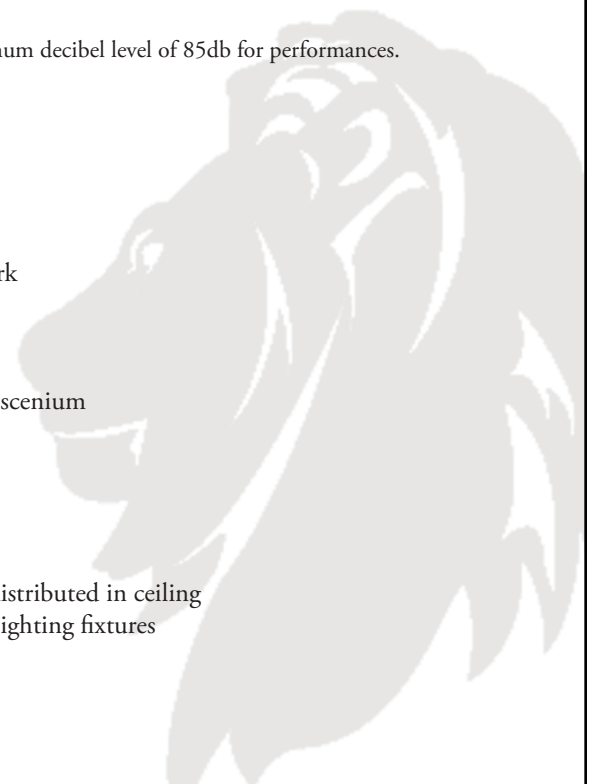 num decibel level of 85db for performances.
rk
scenium
istributed in ceiling
ighting fixtures